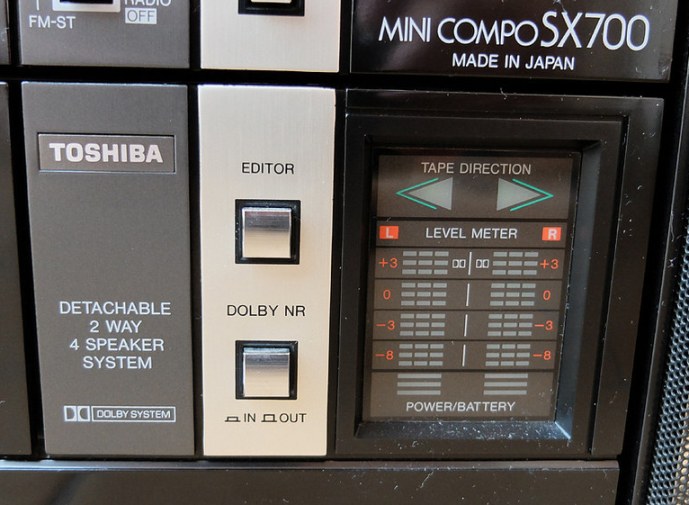 RADIO
FM-ST
OFF
MINI COMPO SX700
MADE IN JAPAN
TOSHIBA
EDITOR
TAPE DIRECTION
L LEVEL METER R
+3 +3
0 0
DETACHABLE
2 WAY
4 SPEAKER
SYSTEM
DOLBY NR
-3 -3
-8 -8
DOLBY SYSTEM
IN OUT
POWER/BATTERY